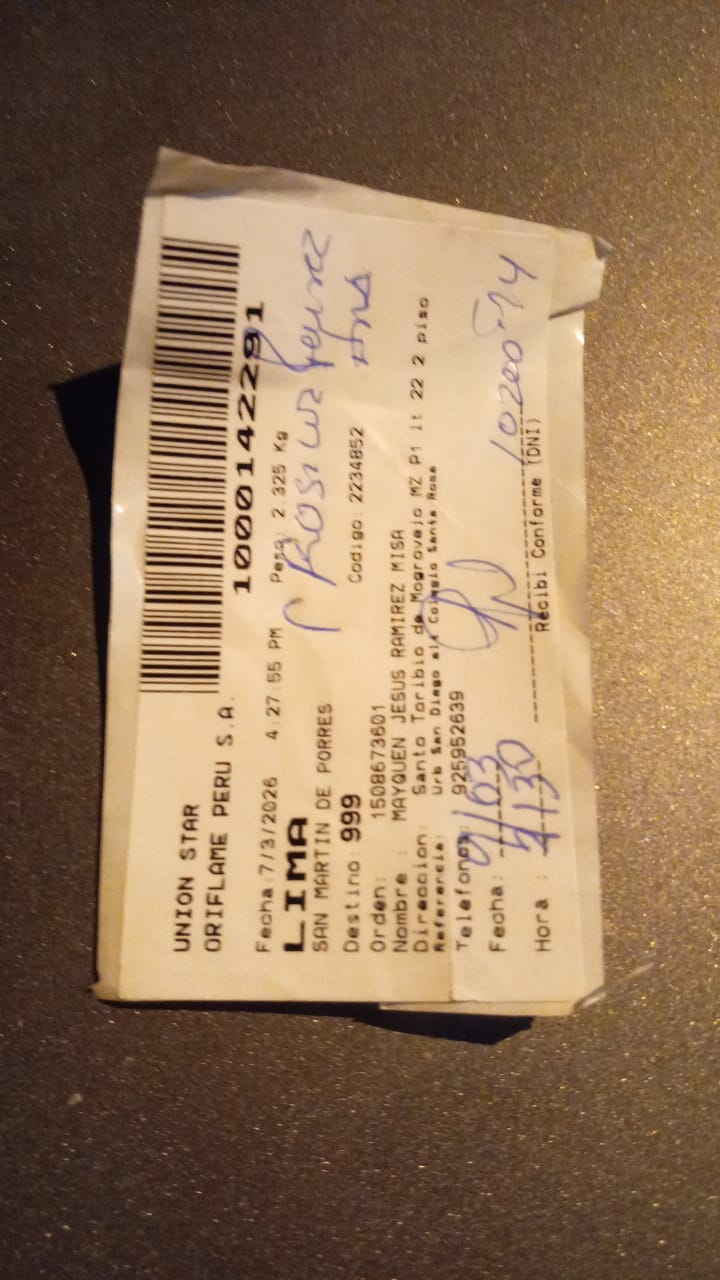 UNION STAR
ORIFLAME PERU S.A.
10001422291
Fecha:7/3/2026 4:27:55 PM Peso: 2.325 Kg
LIMA
SAN MARTIN DE PORRES
Destino: 999 Codigo: 2234852
Orden: 1508673601
Nombre : MAYQUEN JESUS RAMIREZ MISA
Direccion: Santo Toribio de Mogrovejo MZ P1 lt 22 2 piso
Referencia: Urb San Diego Colegio Santa Rosa
Telefono: 925952639
Fecha: 9/03
Hora : 4:30
Recibi Conforme (DNI)